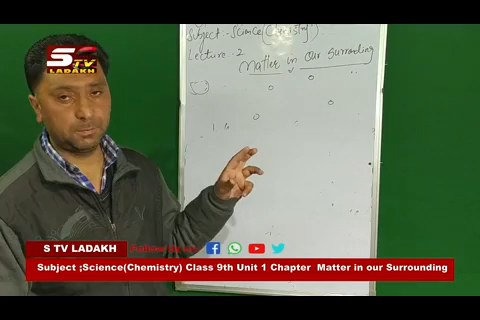 Subject :- Science(Chemistry)
Lecture . 2
Matter in our Surrounding
S TV
LADAKH
S TV LADAKH
Follow us on
Subject ;Science(Chemistry) Class 9th Unit 1 Chapter Matter in our Surrounding